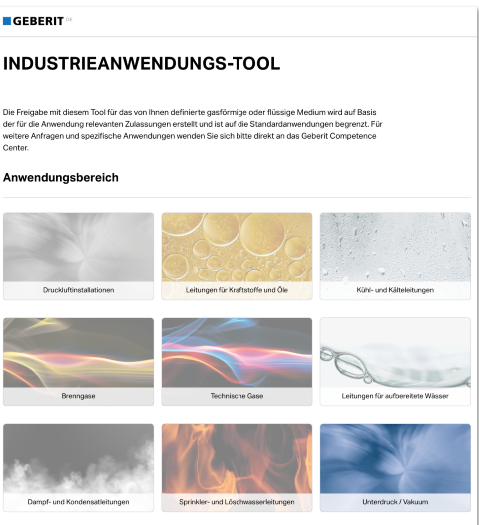 GEBERIT DE
INDUSTRIEANWENDUNGS-TOOL
Die Freigabe mit diesem Tool für das von Ihnen definierte gasförmige oder flüssige Medium wird auf Basis
der für die Anwendung relevanten Zulassungen erstellt und ist auf die Standardanwendungen begrenzt. Für
weitere Anfragen und spezifische Anwendungen wenden Sie sich bitte direkt an das Geberit Competence
Center.
Anwendungsbereich
Druckluftinstallationen
Leitungen für Kraftstoffe und Öle
Kühl- und Kälteleitungen
Brenngase
Technische Gase
Leitungen für aufbereitete Wässer
Dampf- und Kondensatleitungen
Sprinkler- und Löschwasserleitungen
Unterdruck / Vakuum